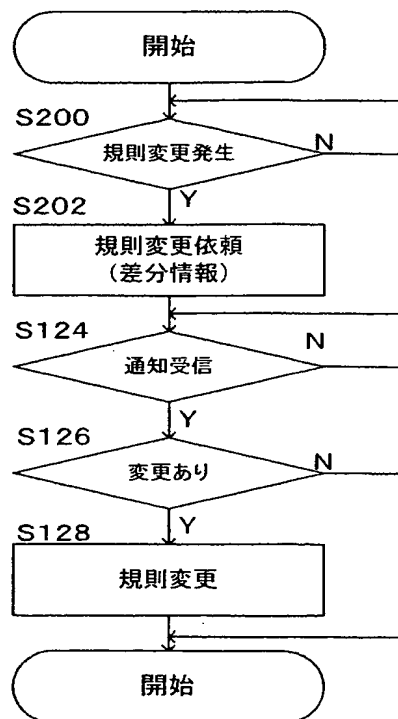 開始
S200
規則変更発生
N
Y
S202
規則変更依頼
(差分情報)
S124
N
通知受信
Y
S126
N
変更あり
Y
S128
規則変更
開始